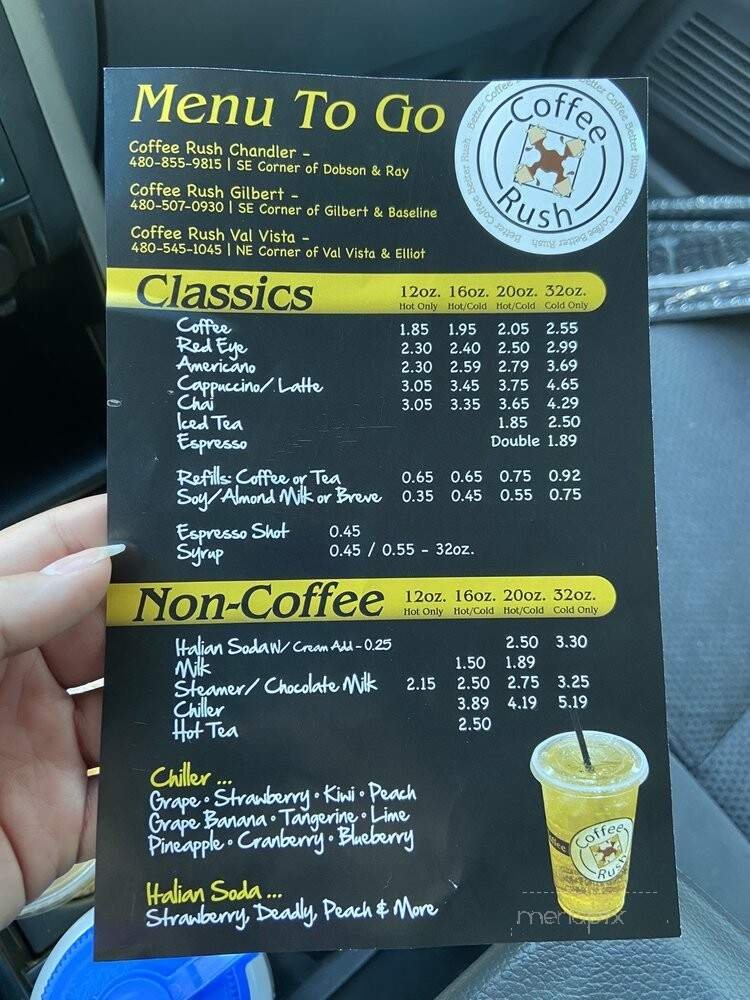 Menu To Go
Coffee Rush Chandler –
480-855-9815 | SE Corner of Dobson & Ray
Coffee Rush Gilbert –
480-507-0930 | SE Corner of Gilbert & Baseline
Coffee Rush Val Vista –
480-545-1045 | NE Corner of Val Vista & Elliot
Better Coffee Better Rush Better Coffee Better Rush Better Coffee Better Rush
Coffee
Rush
Classics 12oz. 16oz. 20oz. 32oz.
Hot Only Hot/Cold Hot/Cold Cold Only
Coffee 1.85 1.95 2.05 2.55
Red Eye 2.30 2.40 2.50 2.99
Americano 2.30 2.59 2.79 3.69
Cappuccino/Latte 3.05 3.45 3.75 4.65
Chai 3.05 3.35 3.65 4.29
Iced Tea 1.85 2.50
Espresso Double 1.89
Refills: Coffee or Tea 0.65 0.65 0.75 0.92
Soy/Almond Milk or Breve 0.35 0.45 0.55 0.75
Espresso Shot 0.45
Syrup 0.45 / 0.55 - 32oz.
Non-Coffee 12oz. 16oz. 20oz. 32oz.
Hot Only Hot/Cold Hot/Cold Cold Only
Italian Soda W/ Cream Add - 0.25 2.50 3.30
Milk 1.50 1.89
Steamer/ Chocolate Milk 2.15 2.50 2.75 3.25
Chiller 3.89 4.19 5.19
Hot Tea 2.50
Chiller ...
Grape • Strawberry • Kiwi • Peach
Grape Banana • Tangerine • Lime
Pineapple • Cranberry • Blueberry
Italian Soda ...
Strawberry, Deadly, Peach & More
Coffee
Rush
menupix